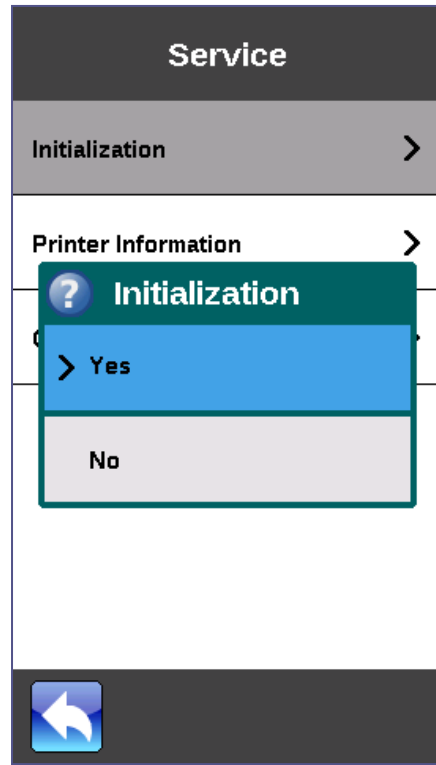 Service
Initialization
Printer Information
? Initialization
Yes
No